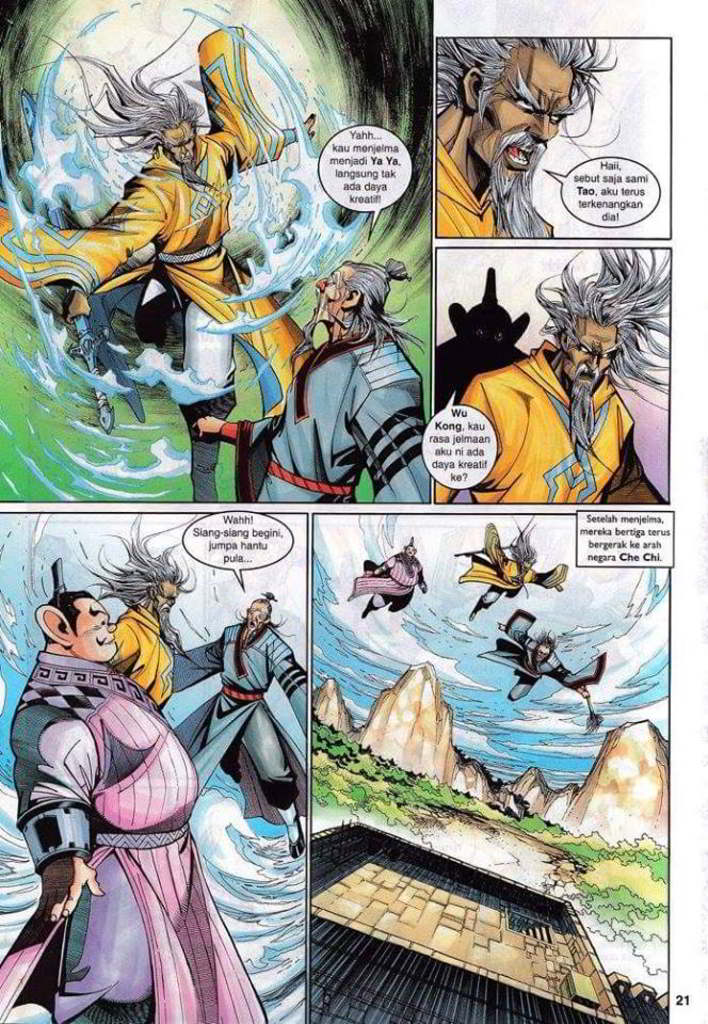 Yahh...
kau menjelma
menjadi Ya Ya,
langsung tak
ada daya
kreatif!
Haii,
sebut saja sami
Tao, aku terus
terkenangkan
dia!
Wu
Kong, kau
rasa jelmaan
aku ni ada
daya kreatif
ke?
Wahh!
Siang-siang begini,
jumpa hantu
pula...
Setelah menjelma,
mereka bertiga terus
bergerak ke arah
negara Che Chi.
21